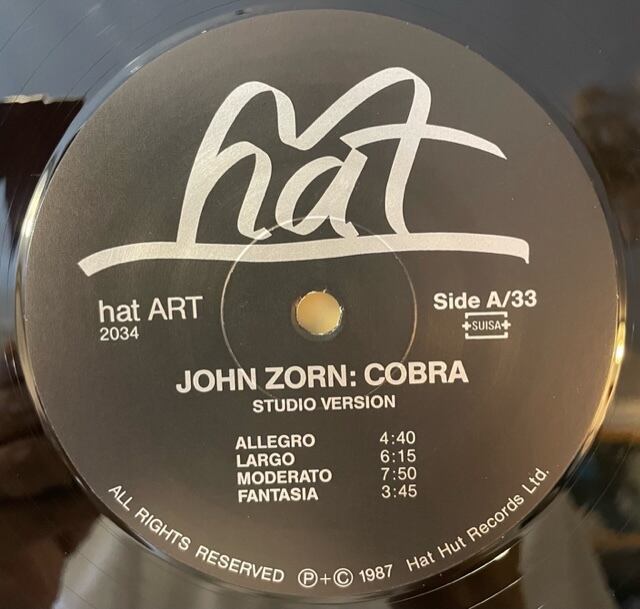 hat
hat ART
2034
Side A/33
+SUISA+
JOHN ZORN: COBRA
STUDIO VERSION
ALLEGRO 4:40
LARGO 6:15
MODERATO 7:50
FANTASIA 3:45
ALL RIGHTS RESERVED Ⓟ+© 1987 Hat Hut Records Ltd.